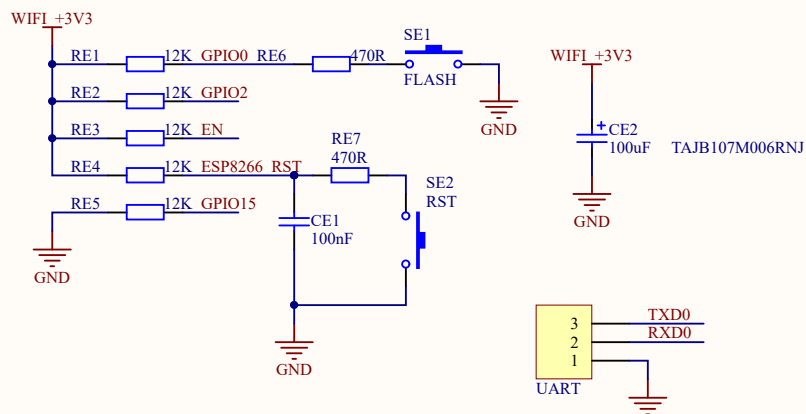 WIFI_+3V3
SE1
RE1 12K GPIO0 RE6 470R
FLASH
WIFI_+3V3
RE2 12K GPIO2
GND
RE3 12K EN
RE7
470R
CE2
100uF TAJB107M006RNJ
RE4 12K ESP8266_RST
SE2
RST
RE5 12K GPIO15
CE1
100nF
GND
GND
GND
3 TXD0
2 RXD0
1
UART